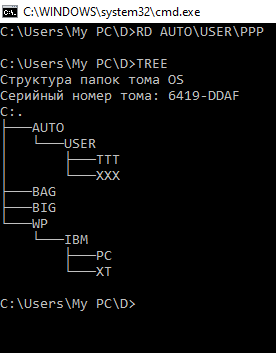 C:\WINDOWS\system32\cmd.exe
C:\Users\My PC\D>RD AUTO\USER\PPP
C:\Users\My PC\D>TREE
Структура папок тома OS
Серийный номер тома: 6419-DDAF
C:.
├───AUTO
│   └───USER
│       ├───TTT
│       └───XXX
├───BAG
├───BIG
└───WP
    └───IBM
        ├───PC
        └───XT
C:\Users\My PC\D>